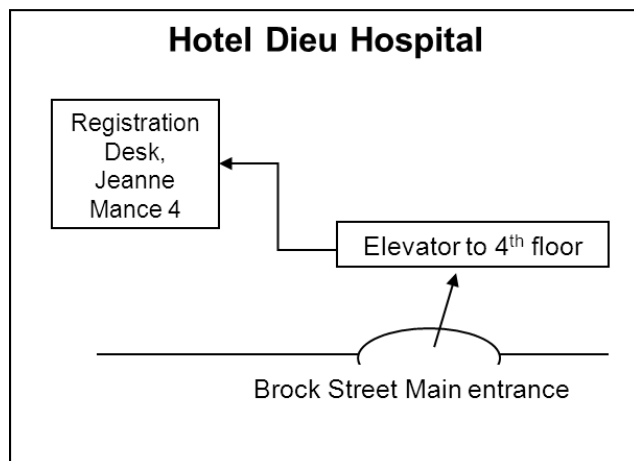 Hotel Dieu Hospital
Registration
Desk,
Jeanne
Mance 4
Elevator to 4th floor
Brock Street Main entrance